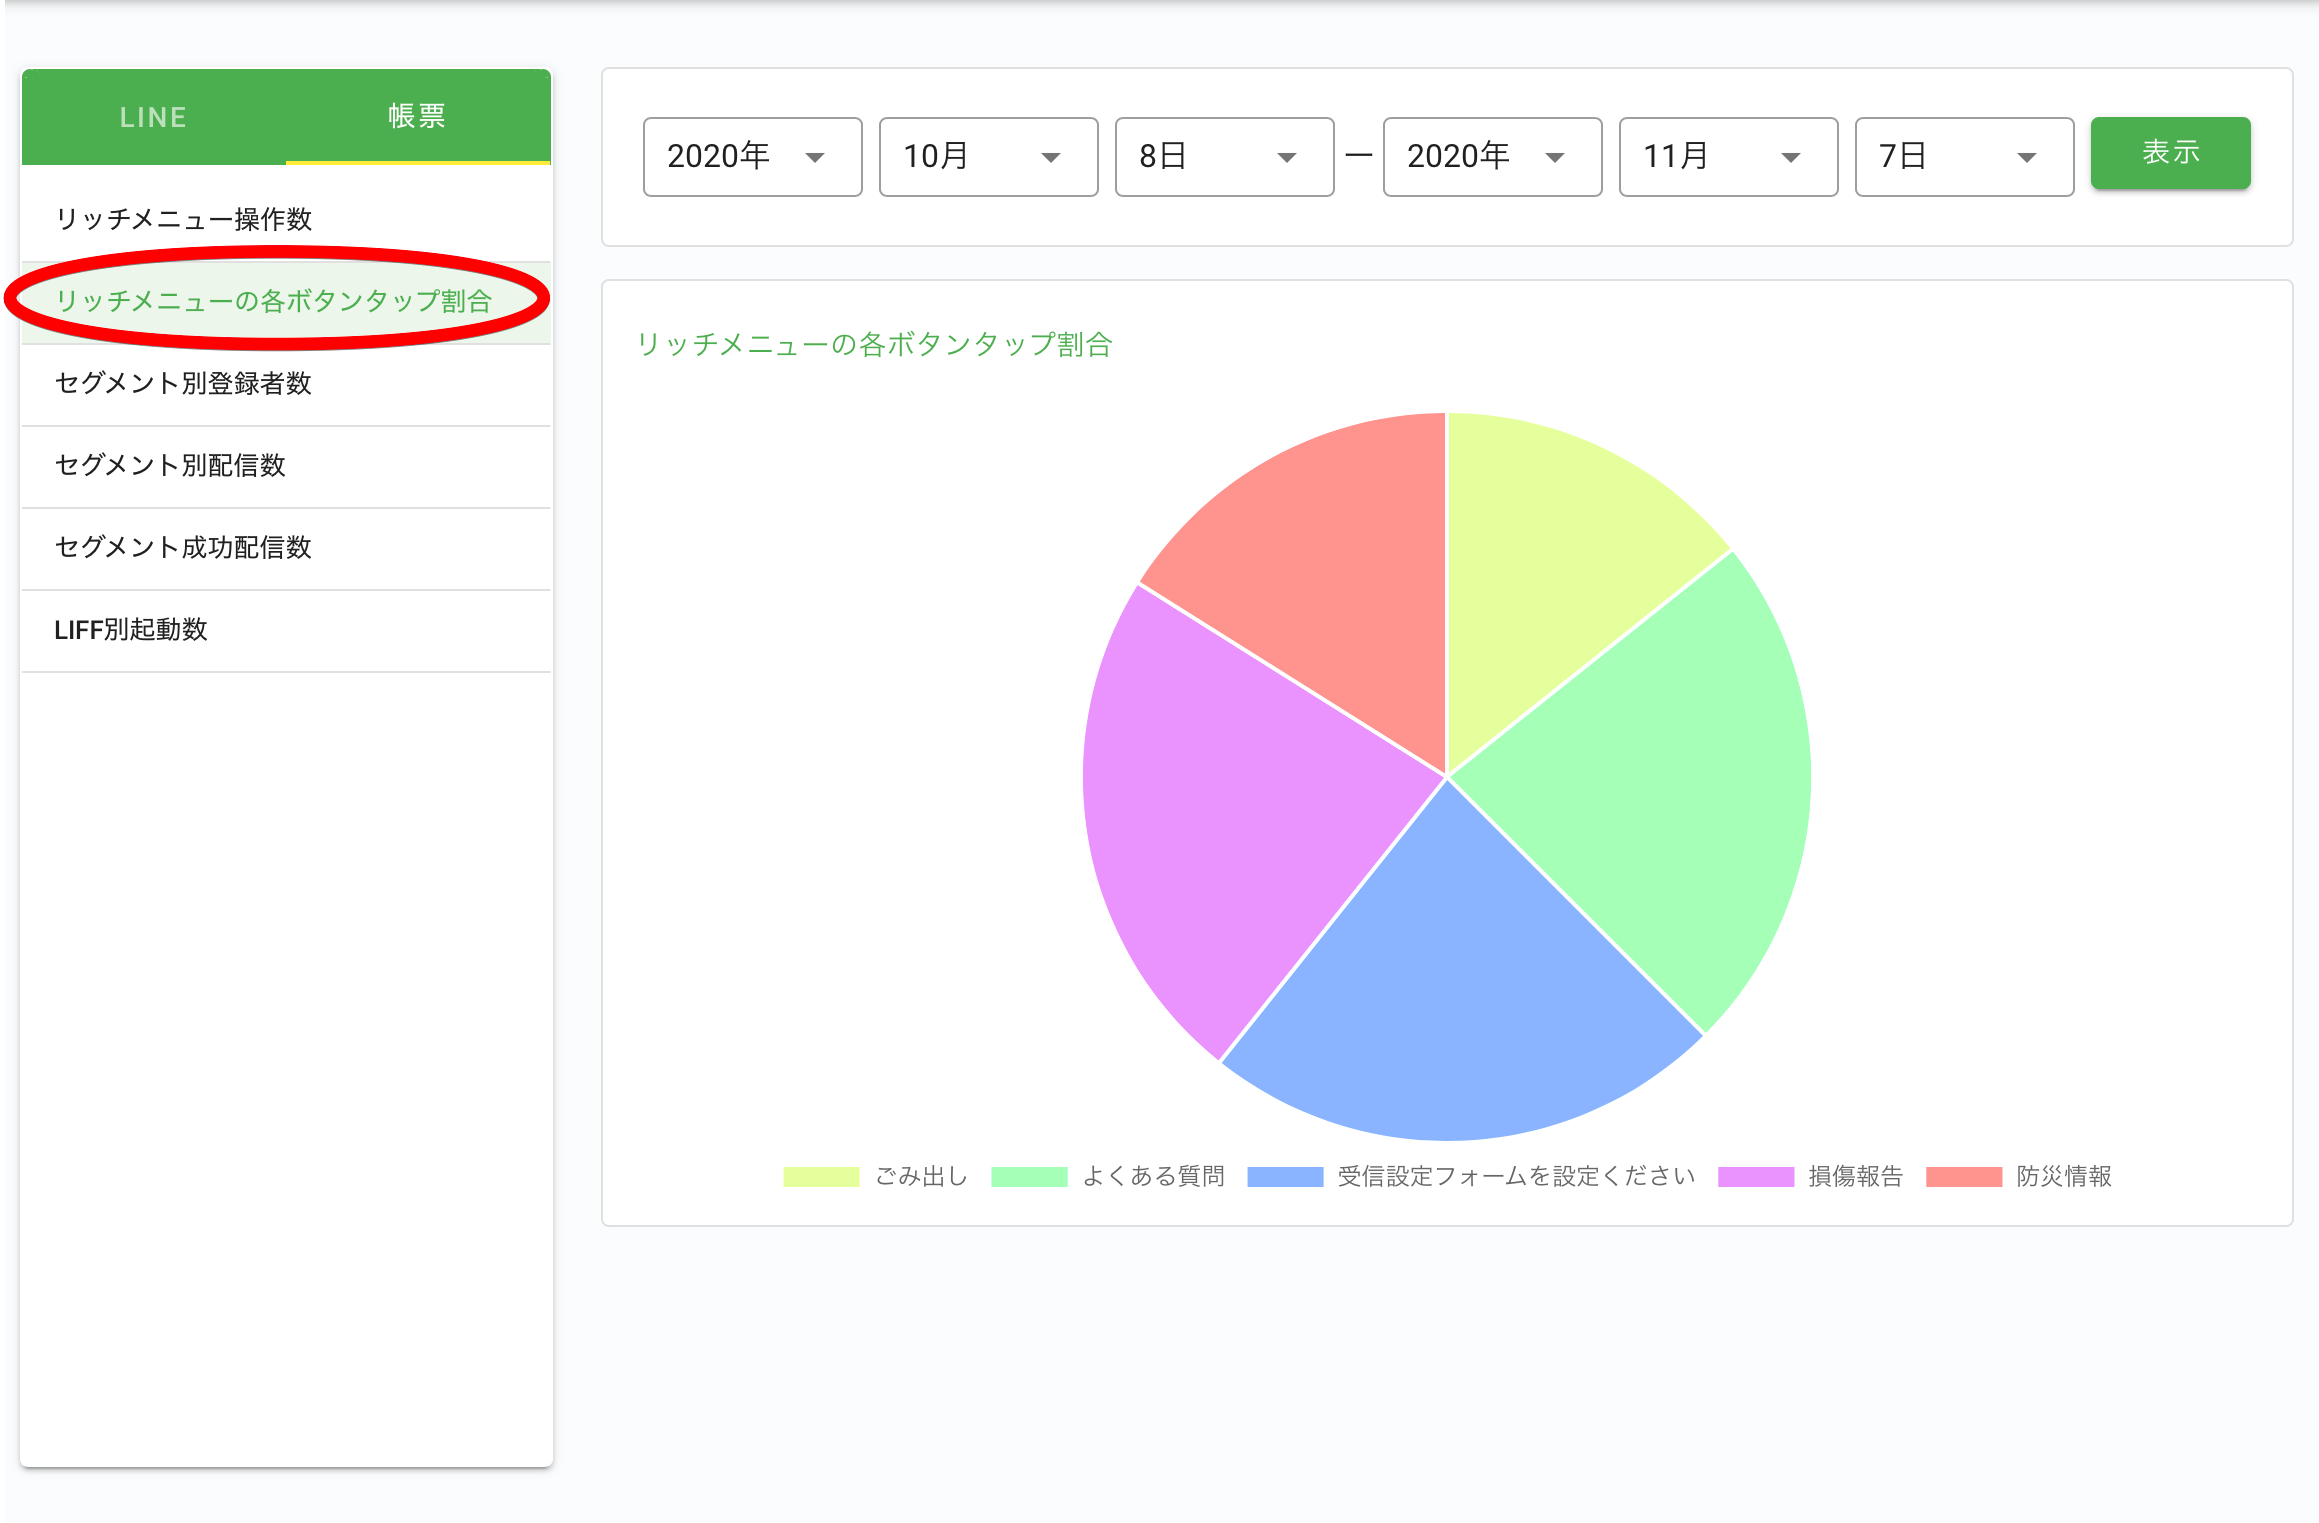 LINE 帳票
リッチメニュー操作数
リッチメニューの各ボタンタップ割合
セグメント別登録者数
セグメント別配信数
セグメント成功配信数
LIFF別起動数
2020年 10月 8日 — 2020年 11月 7日 表示
リッチメニューの各ボタンタップ割合
ごみ出し よくある質問 受信設定フォームを設定ください 損傷報告 防災情報